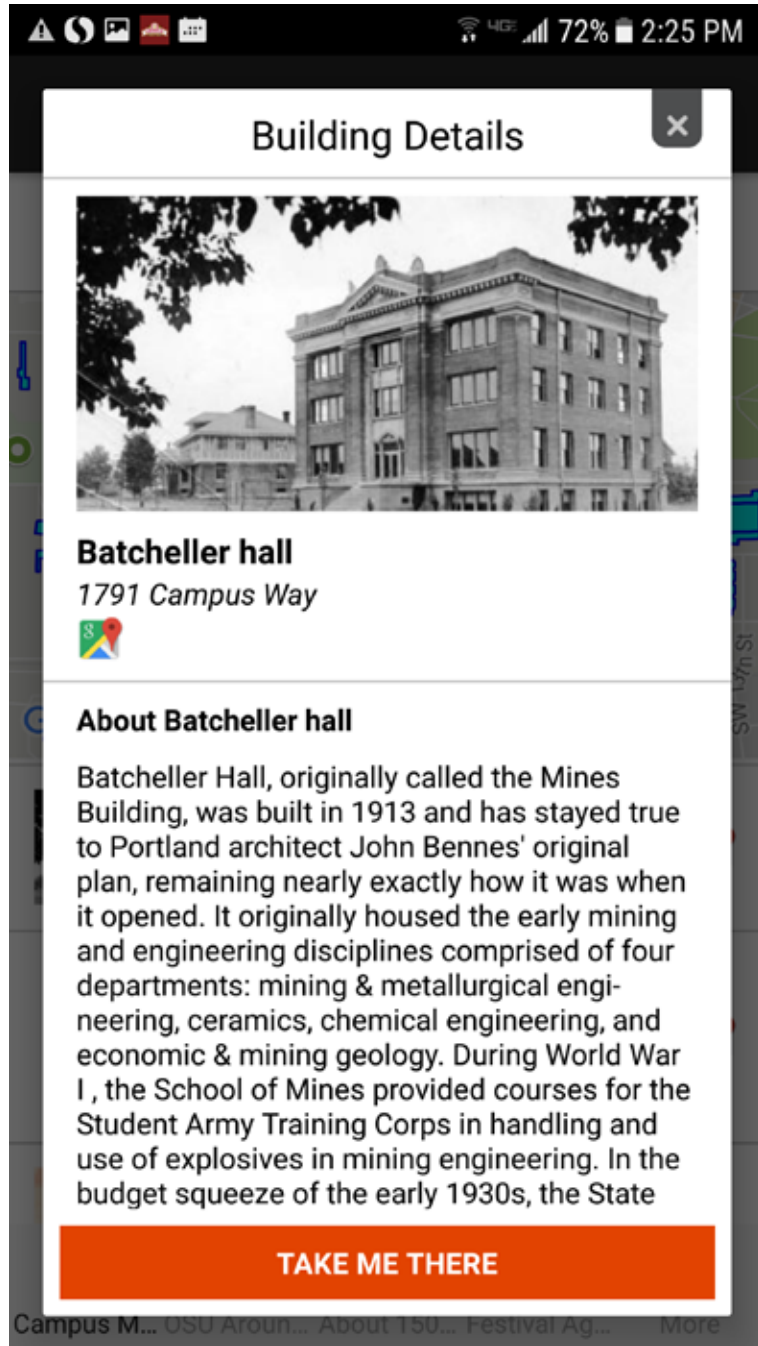 4GE 72% 2:25 PM
Building Details
Batcheller hall
1791 Campus Way
8
About Batcheller hall
Batcheller Hall, originally called the Mines
Building, was built in 1913 and has stayed true
to Portland architect John Bennes' original
plan, remaining nearly exactly how it was when
it opened. It originally housed the early mining
and engineering disciplines comprised of four
departments: mining & metallurgical engi-
neering, ceramics, chemical engineering, and
economic & mining geology. During World War
I , the School of Mines provided courses for the
Student Army Training Corps in handling and
use of explosives in mining engineering. In the
budget squeeze of the early 1930s, the State
TAKE ME THERE
Campus M... OSU Aroun... About 150... Festival Ag... More